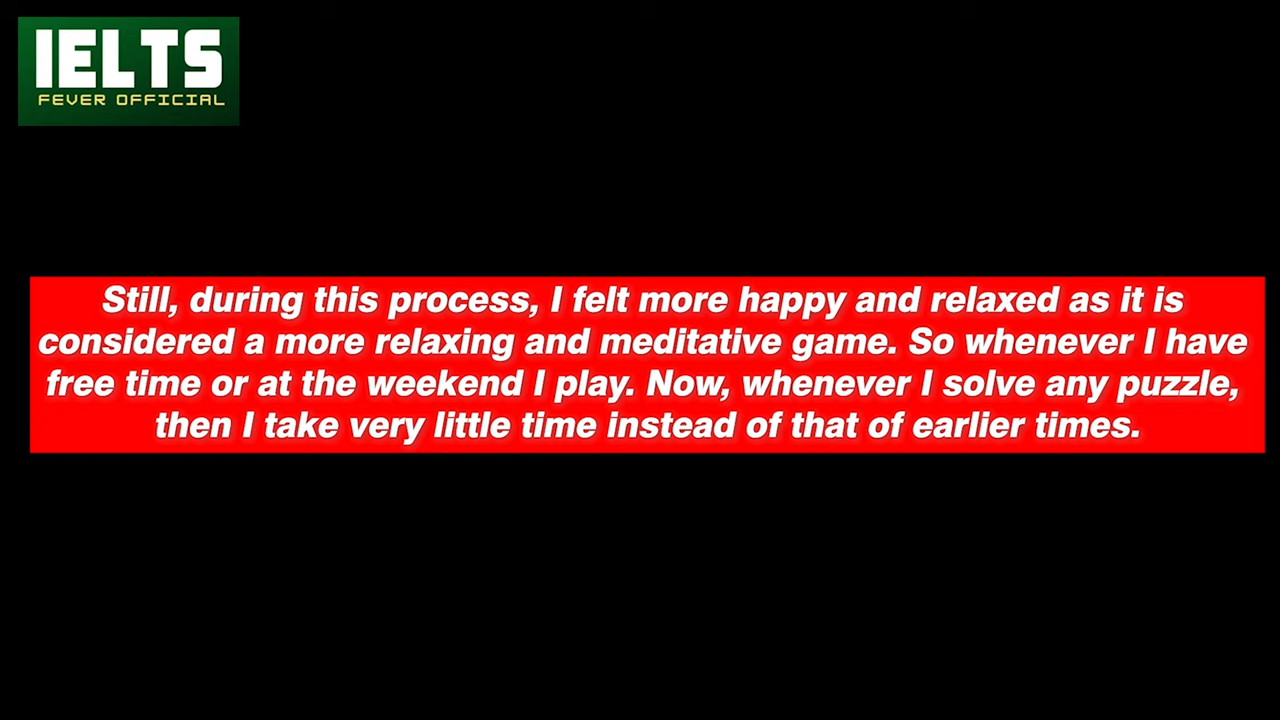 IELTS
FEVER OFFICIAL
Still, during this process, I felt more happy and relaxed as it is
considered a more relaxing and meditative game. So whenever I have
free time or at the weekend I play. Now, whenever I solve any puzzle,
then I take very little time instead of that of earlier times.